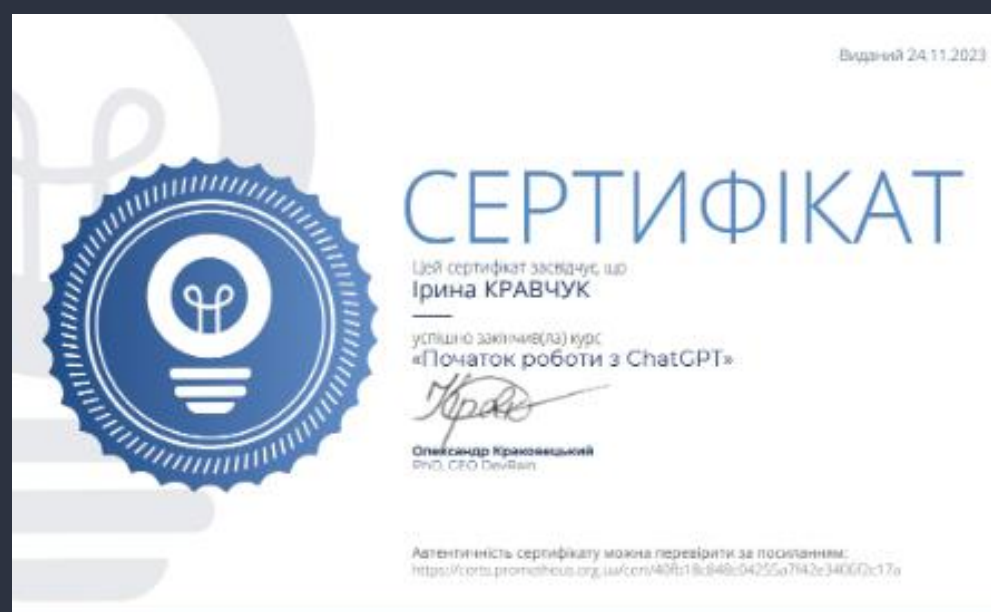 Виданий 24.11.2023
СЕРТИФІКАТ
Цей сертифікат засвідчує, що
Ірина КРАВЧУК
успішно закінчив(ла) курс
«Початок роботи з ChatGPT»
Олександр Краковецький
PhD, CEO DevRain
Автентичність сертифікату можна перевірити за посиланням: